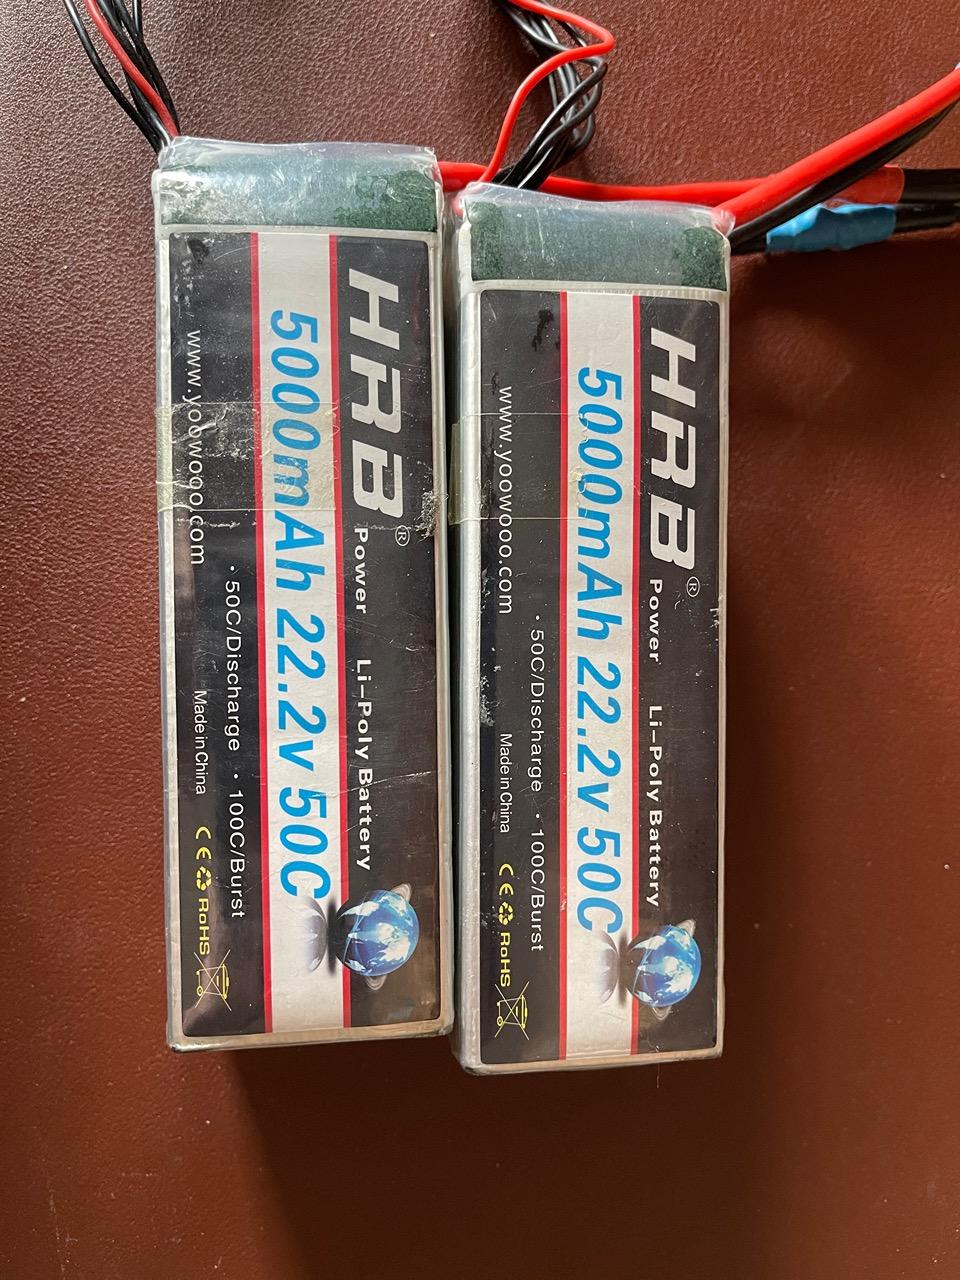 HRB® Power Li-Poly Battery
5000mAh 22.2v 50C
• 50C/Discharge • 100C/Burst
www.yoowooo.com Made in China CE RoHS
HRB® Power Li-Poly Battery
5000mAh 22.2v 50C
• 50C/Discharge • 100C/Burst
www.yoowooo.com Made in China CE RoHS